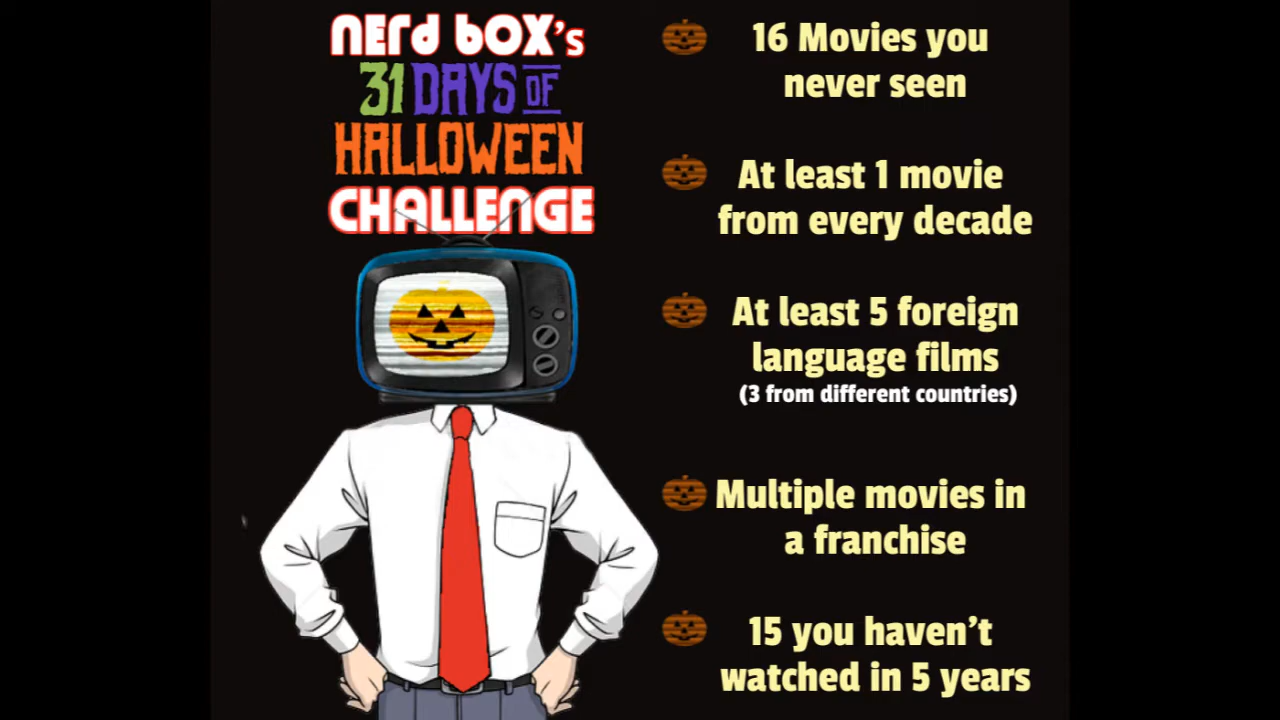 nerd box's
31 DAYS OF
HALLOWEEN
CHALLENGE
16 Movies you
never seen
At least 1 movie
from every decade
At least 5 foreign
language films
(3 from different countries)
Multiple movies in
a franchise
15 you haven't
watched in 5 years